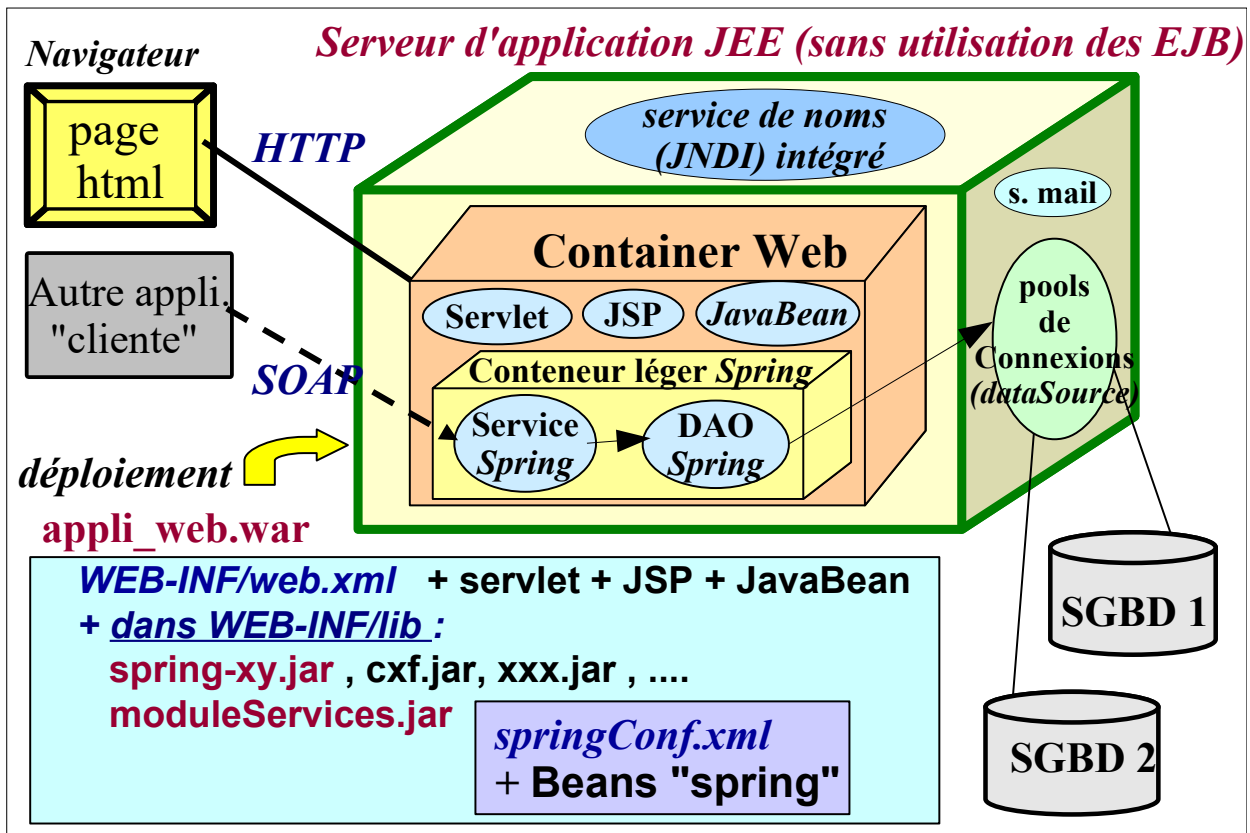 Serveur d'application JEE (sans utilisation des EJB)
Navigateur
page
html
HTTP
service de noms
(JNDI) intégré
s. mail
Container Web
Servlet
JSP
JavaBean
pools
de
Connexions
(dataSource)
Autre appli.
"cliente"
SOAP
Conteneur léger Spring
Service
Spring
DAO
Spring
déploiement
appli_web.war
WEB-INF/web.xml + servlet + JSP + JavaBean
+ dans WEB-INF/lib :
spring-xy.jar , cxf.jar, xxx.jar , ....
moduleServices.jar
springConf.xml
+ Beans "spring"
SGBD 1
SGBD 2